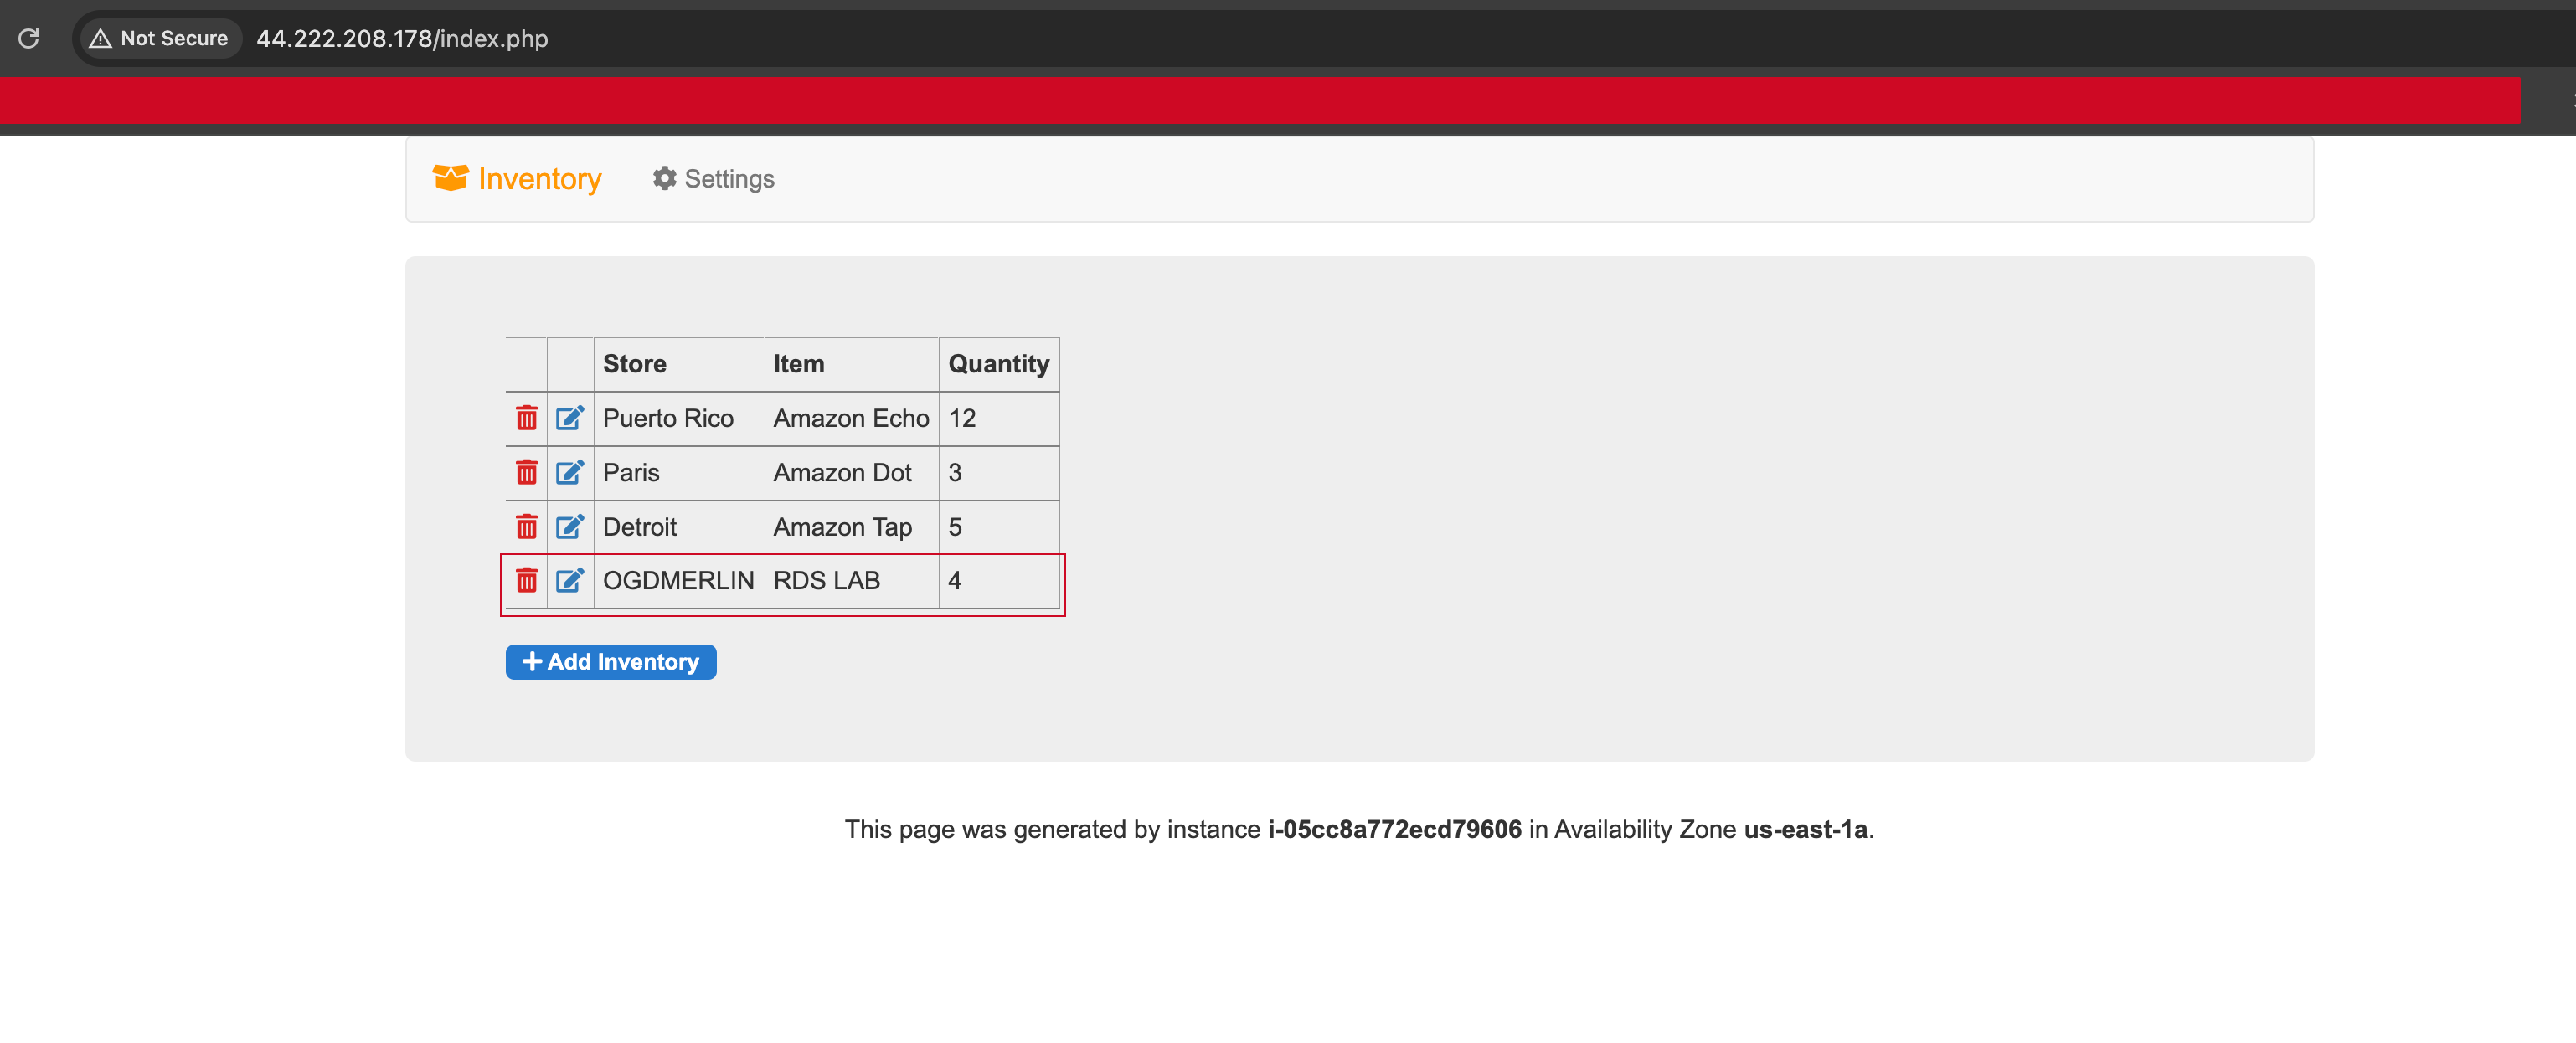 Not Secure 44.222.208.178/index.php
Inventory Settings
Store Item Quantity
Puerto Rico Amazon Echo 12
Paris Amazon Dot 3
Detroit Amazon Tap 5
OGDMERLIN RDS LAB 4
Add Inventory
This page was generated by instance i-05cc8a772ecd79606 in Availability Zone us-east-1a.